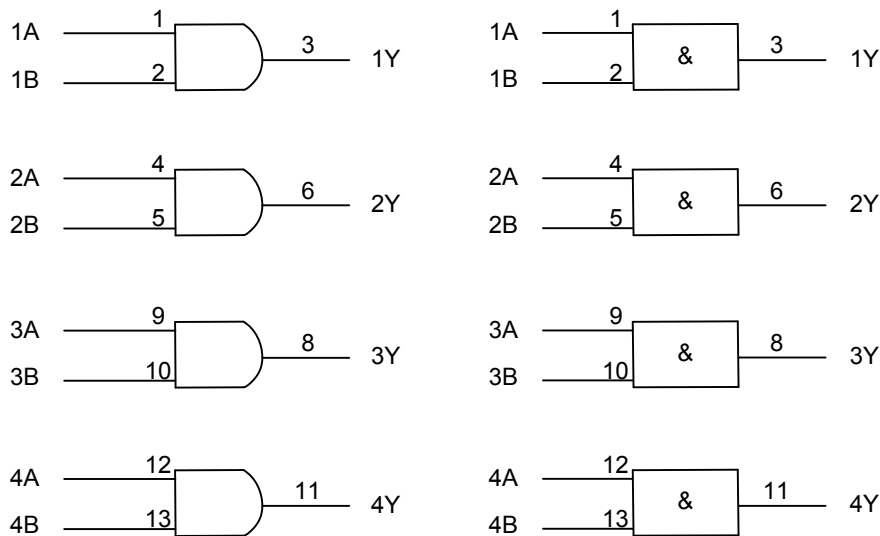 1A 1 3 1Y
1B 2
2A 4 6 2Y
2B 5
3A 9 8 3Y
3B 10
4A 12 11 4Y
4B 13
1A 1 & 3 1Y
1B 2
2A 4 & 6 2Y
2B 5
3A 9 & 8 3Y
3B 10
4A 12 & 11 4Y
4B 13